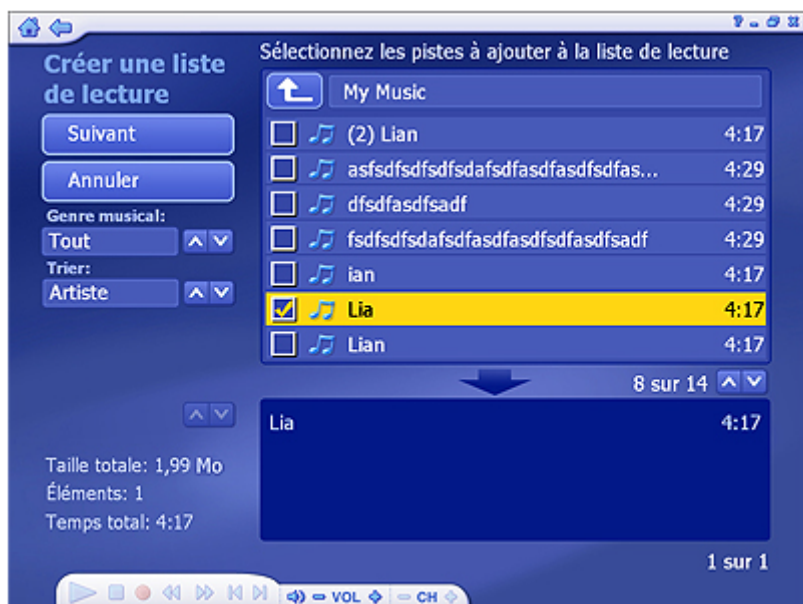 Créer une liste
de lecture
Suivant
Annuler
Genre musical:
Tout
Trier:
Artiste
Taille totale: 1,99 Mo
Éléments: 1
Temps total: 4:17
Sélectionnez les pistes à ajouter à la liste de lecture
My Music
(2) Lian 4:17
asfsdfsdfsdfsdafsdfasdfasdfsdfas... 4:29
dfsdfasdfsadf 4:29
fsdfsdfsdafsdfasdfasdfsdfasdfsadf 4:29
ian 4:17
Lia 4:17
Lian 4:17
8 sur 14
Lia 4:17
1 sur 1
VOL CH